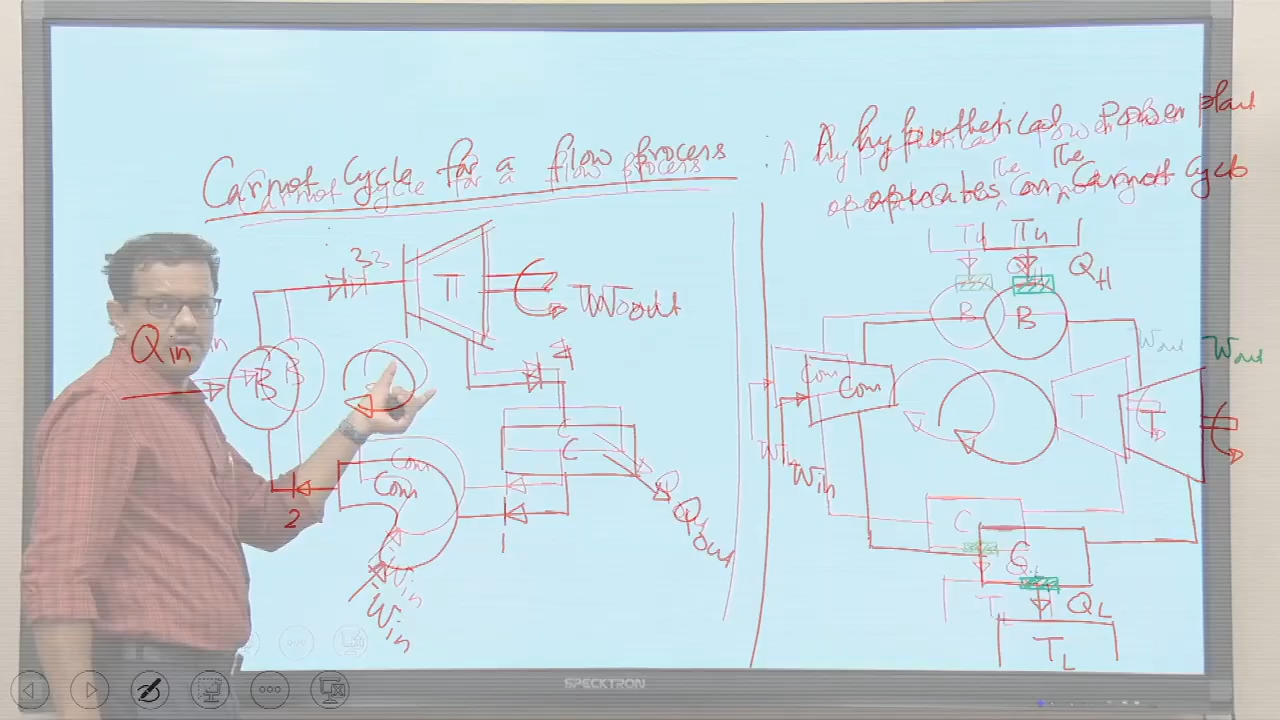 Carnot Cycle for a flow process : A hypothetical Power plant
operates on the Carnot Cycle
3
T
Wout
Qin
B
4
C
Qout
Com
2
1
Win
TH
QH
B
Com
Win
T
Wout
C
QL
TL
SPECKTRON